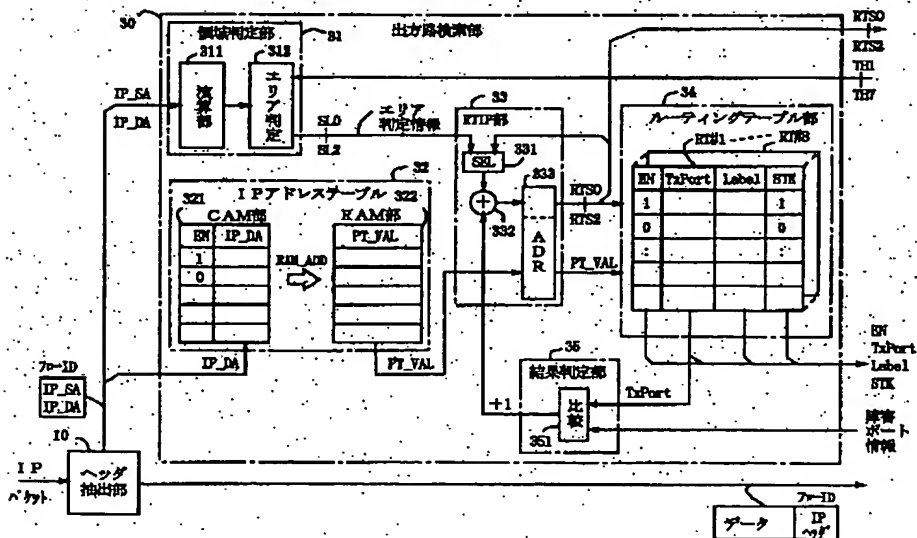 30
領域判定部
31
出方路検索部
RTS0
RTS2
311
312
演算部
エリア判定
TH1
TH7
IP_SA
IP_DA
SL0
SL2
エリア
判定情報
33
RTIP部
SEL
331
332
333
ADR
RTS0
RTS2
PT_VAL
34
ルーティングテーブル部
RT#1
RT#8
EN TxPort Label STK
1 1
0 0
: :
32
IPアドレステーブル
321
322
CAM部
RAM部
EN IP_DA
1
0
RAM_ADD
PT_VAL
IP_DA
PT_VAL
35
結果判定部
+1
比較
351
TxPort
EN
TxPort
Label
STK
障害
ポート
情報
フローID
IP_SA
IP_DA
10
IP
パケット
ヘッダ
抽出部
フローID
データ
IP
ヘッダ